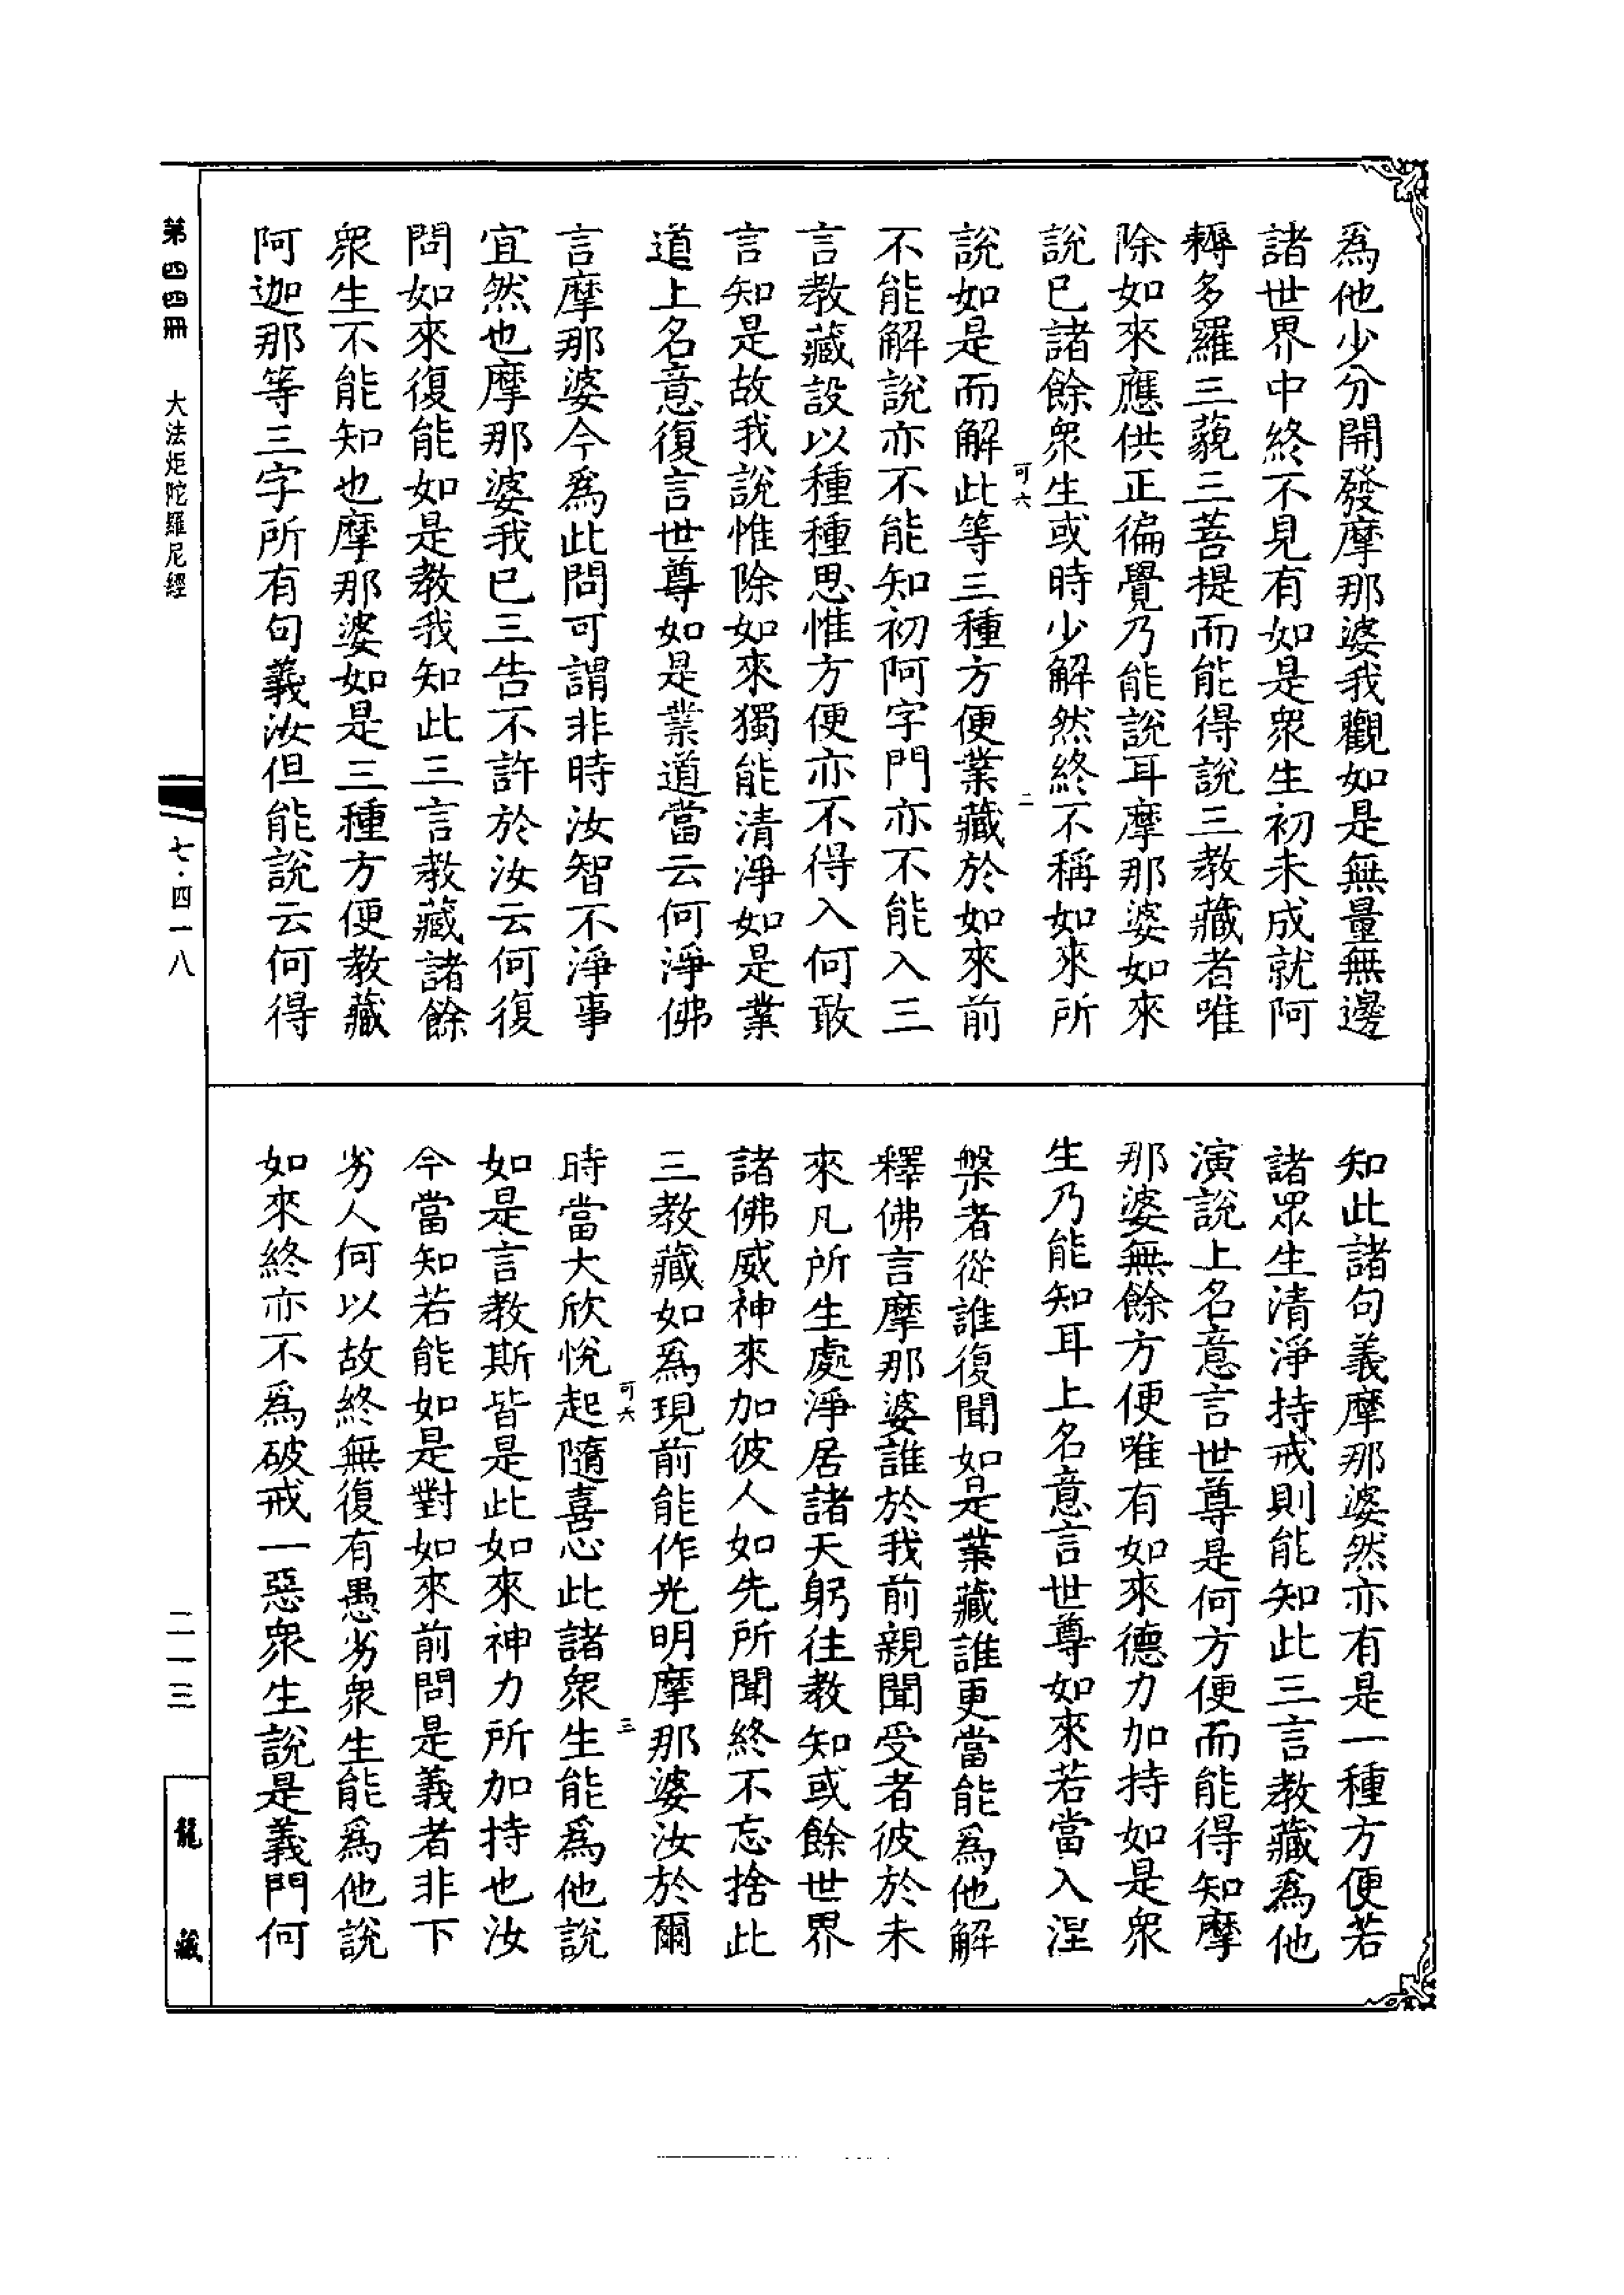 爲他少分開發摩那婆我觀如是無量無邊
諸世界中終不見有如是衆生初未成就阿
耨多羅三藐三菩提而能得說三教藏者唯
除如來應供正徧覺乃能說耳摩那婆如來
說已諸餘衆生或時少解然終不稱如來所
可六
二
說如是而解此等三種方便業藏於如來前
不能解說亦不能知初阿字門亦不能入三
言教藏設以種種思惟方便亦不得入何敢
言知是故我說惟除如來獨能清淨如是業
道上名意復言世尊如是業道當云何淨佛
言摩那婆今爲此問可謂非時汝智不淨事
宜然也摩那婆我已三告不許於汝云何復
問如來復能如是教我知此三言教藏諸餘
衆生不能知也摩那婆如是三種方便教藏
阿迦那等三字所有句義汝但能說云何得
知此諸句義摩那婆然亦有是一種方便若
諸眾生清淨持戒則能知此三言教藏爲他
演說上名意言世尊是何方便而能得知摩
那婆無餘方便唯有如來德力加持如是衆
生乃能知耳上名意言世尊如來若當入涅
槃者從誰復聞如是業藏誰更當能爲他解
釋佛言摩那婆誰於我前親聞受者彼於未
來凡所生處淨居諸天躬往教知或餘世界
諸佛威神來加彼人如先所聞終不忘捨此
三教藏如爲現前能作光明摩那婆汝於爾
可六
三
時當大欣悅起隨喜心此諸衆生能爲他說
如是言教斯皆是此如來神力所加持也汝
今當知若能如是對如來前問是義者非下
劣人何以故終無復有愚劣衆生能爲他說
如來終亦不爲破戒一惡衆生說是義門何
第四四冊
大法炬陀羅尼經
七·四一八
二一三
龍藏